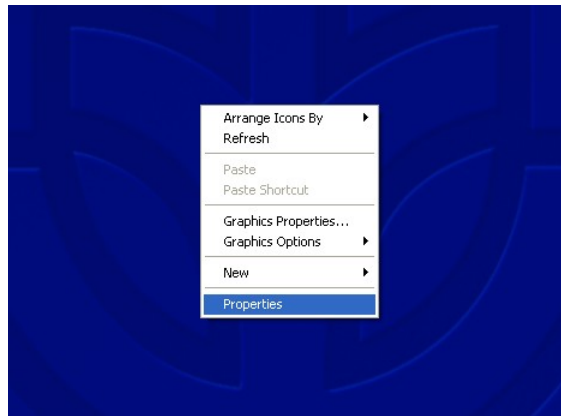 Arrange Icons By
Refresh
Paste
Paste Shortcut
Graphics Properties...
Graphics Options
New
Properties